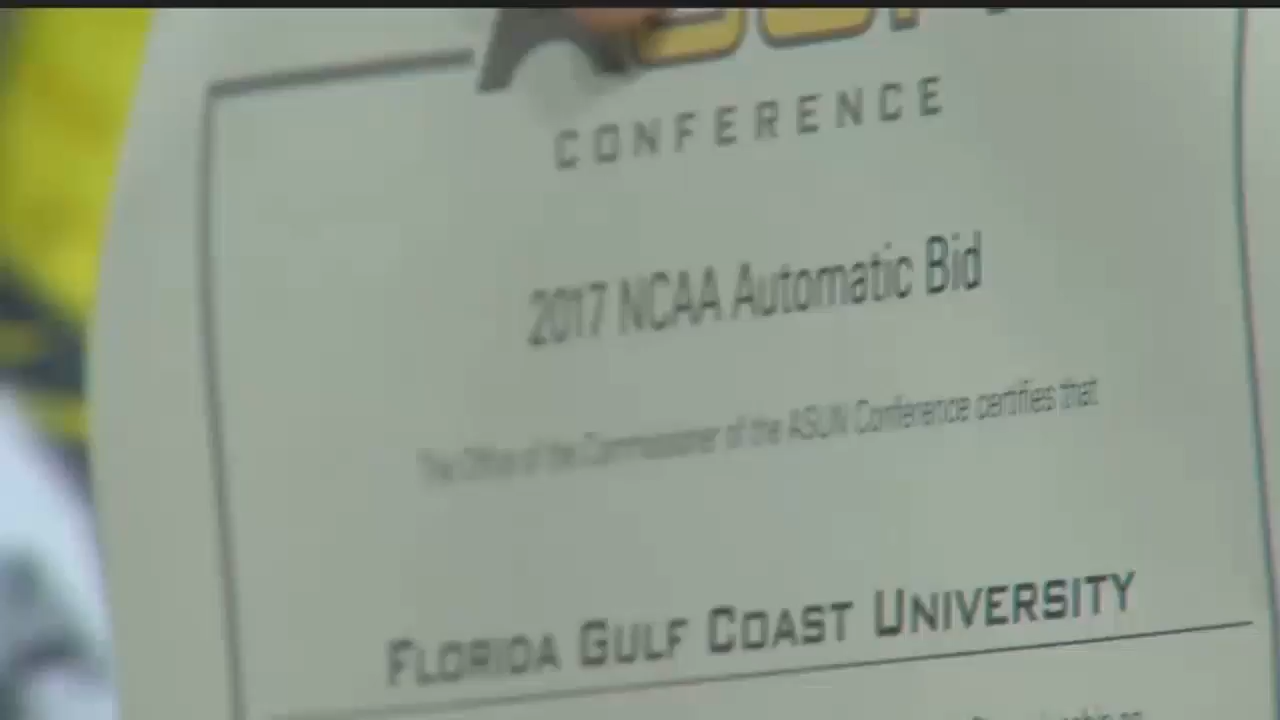 CONFERENCE
2017 NCAA Automatic Bid
The Office of the Commissioner of the ASUN Conference certifies that
FLORIDA GULF COAST UNIVERSITY